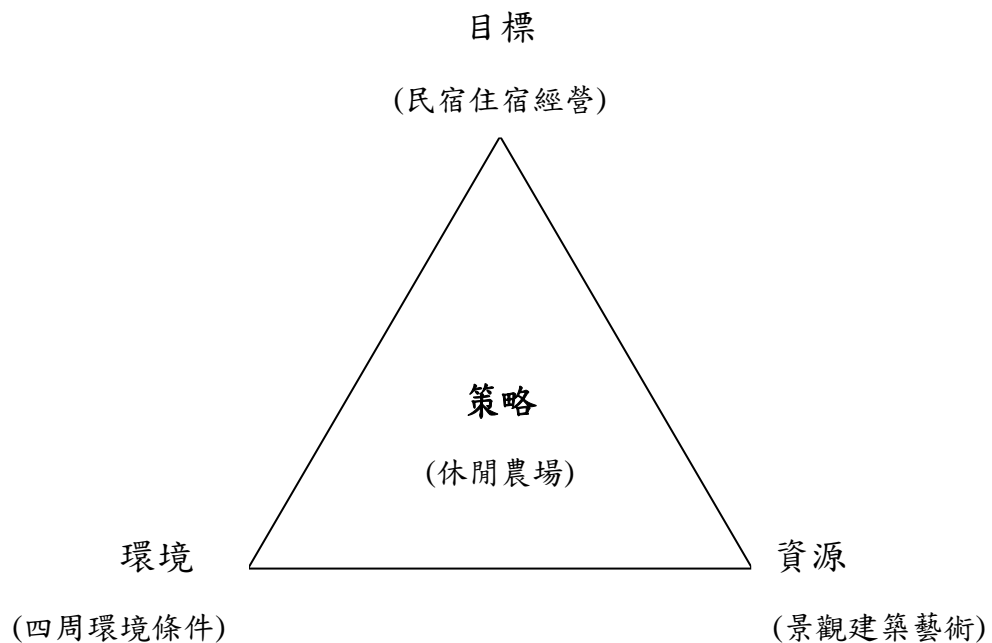 目標
(民宿住宿經營)
策略
(休閒農場)
環境
資源
(四周環境條件)
(景觀建築藝術)